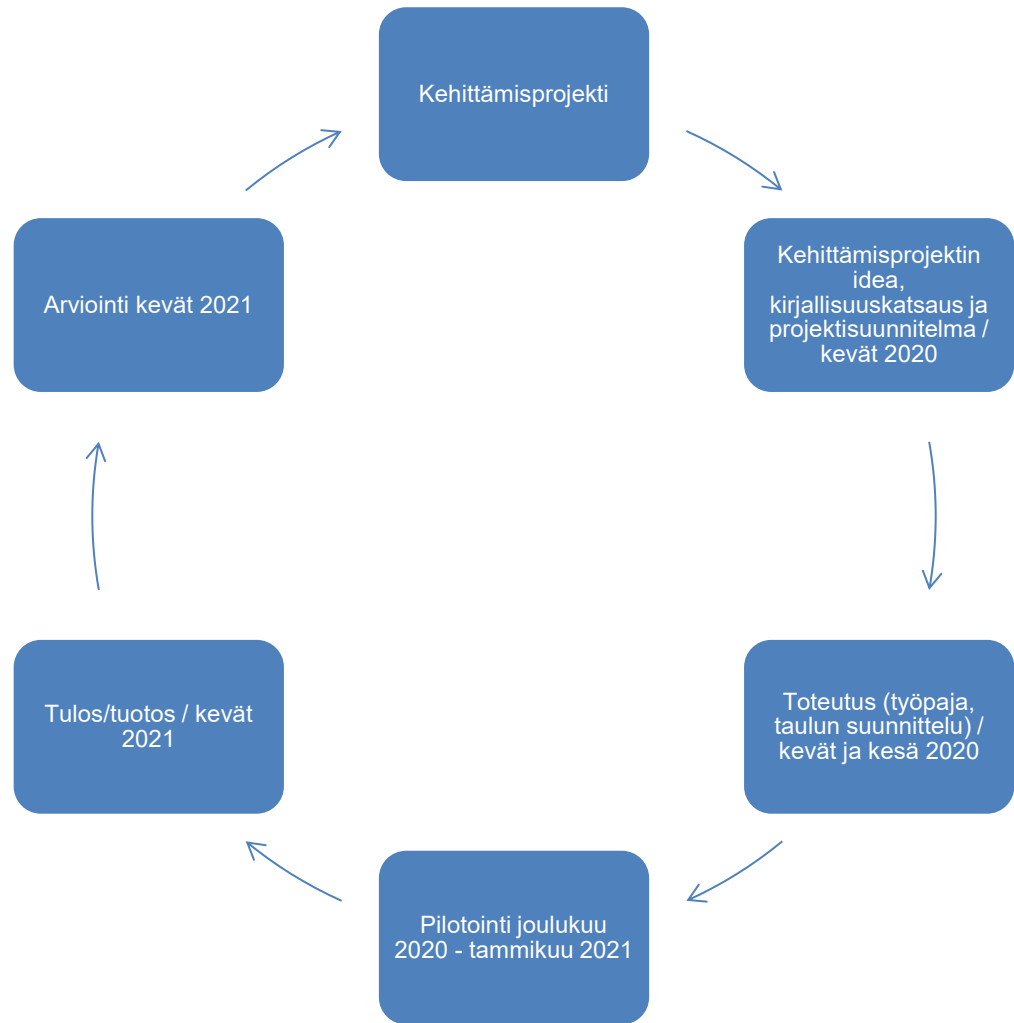 Kehittämisprojekti
Kehittämisprojektin
idea,
kirjallisuuskatsaus ja
projektisuunnitelma /
kevät 2020
Toteutus (työpaja,
taulun suunnittelu) /
kevät ja kesä 2020
Pilotointi joulukuu
2020 - tammikuu 2021
Tulos/tuotos / kevät
2021
Arviointi kevät 2021